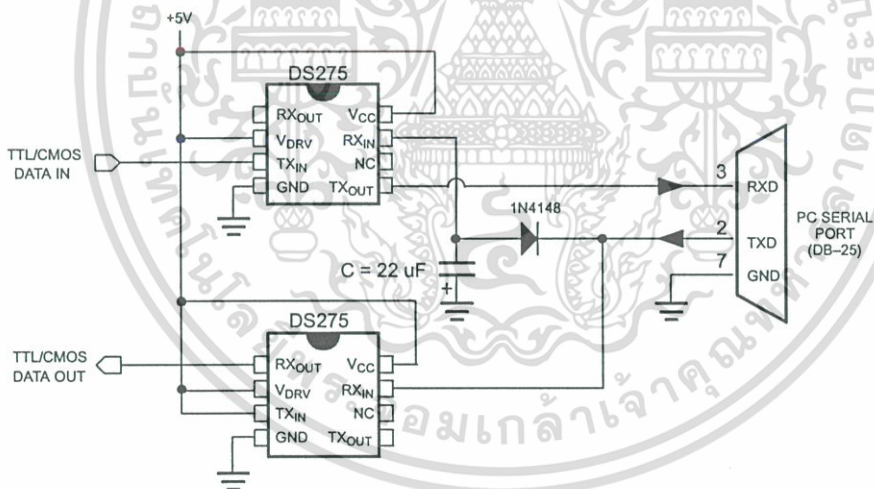 +5V
DS275
RXOUT
VDRV
TXIN
GND
VCC
RXIN
NC
TXOUT
TTL/CMOS
DATA IN
1N4148
C = 22 uF
+
3
2
7
RXD
TXD
GND
PC SERIAL
PORT
(DB–25)
DS275
RXOUT
VDRV
TXIN
GND
VCC
RXIN
NC
TXOUT
TTL/CMOS
DATA OUT